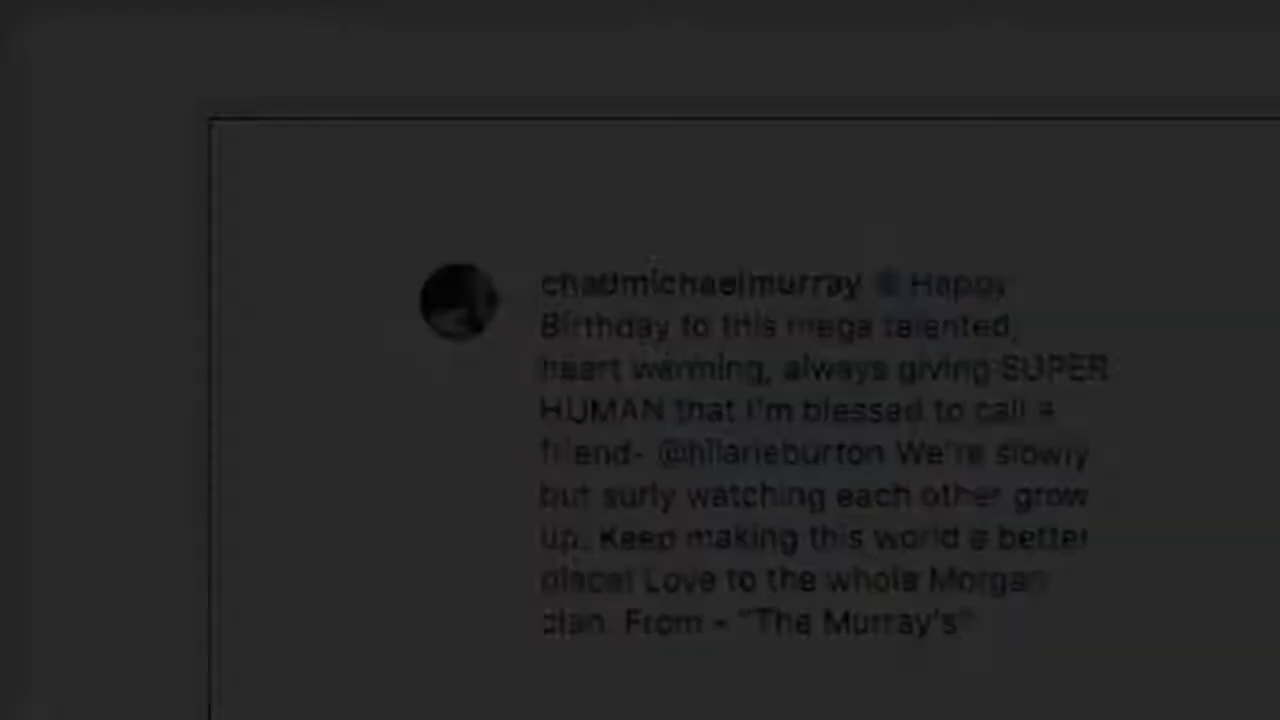 chadmichaelmurray Happy
Birthday to this mega talented,
heart warming, always giving SUPER
HUMAN that I'm blessed to call a
friend- @hilarieburton We're slowly
but surly watching each other grow
up. Keep making this world a better
place! Love to the whole Morgan
clan. From - "The Murray's"